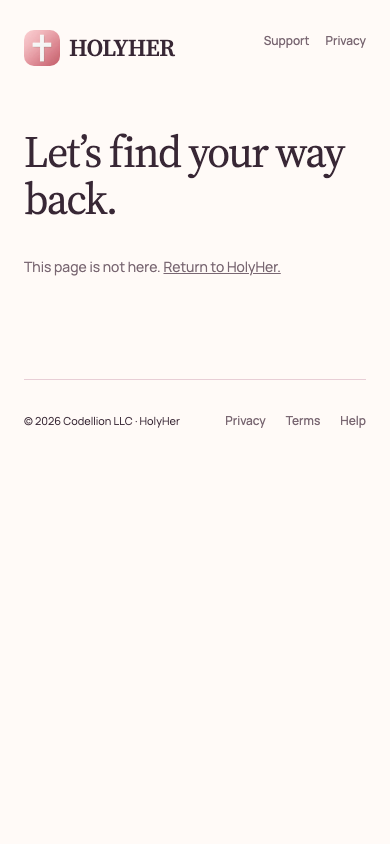 HOLYHER
Support Privacy
Let’s find your way
back.
This page is not here. Return to HolyHer.
© 2026 Codellion LLC · HolyHer
Privacy Terms Help